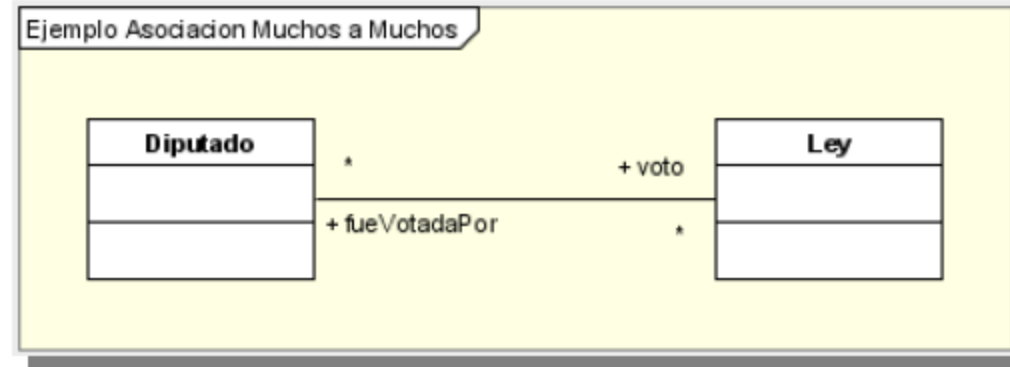 Ejemplo Asociacion Muchos a Muchos
Diputado
Ley
*
+ voto
+ fueVotadaPor
*